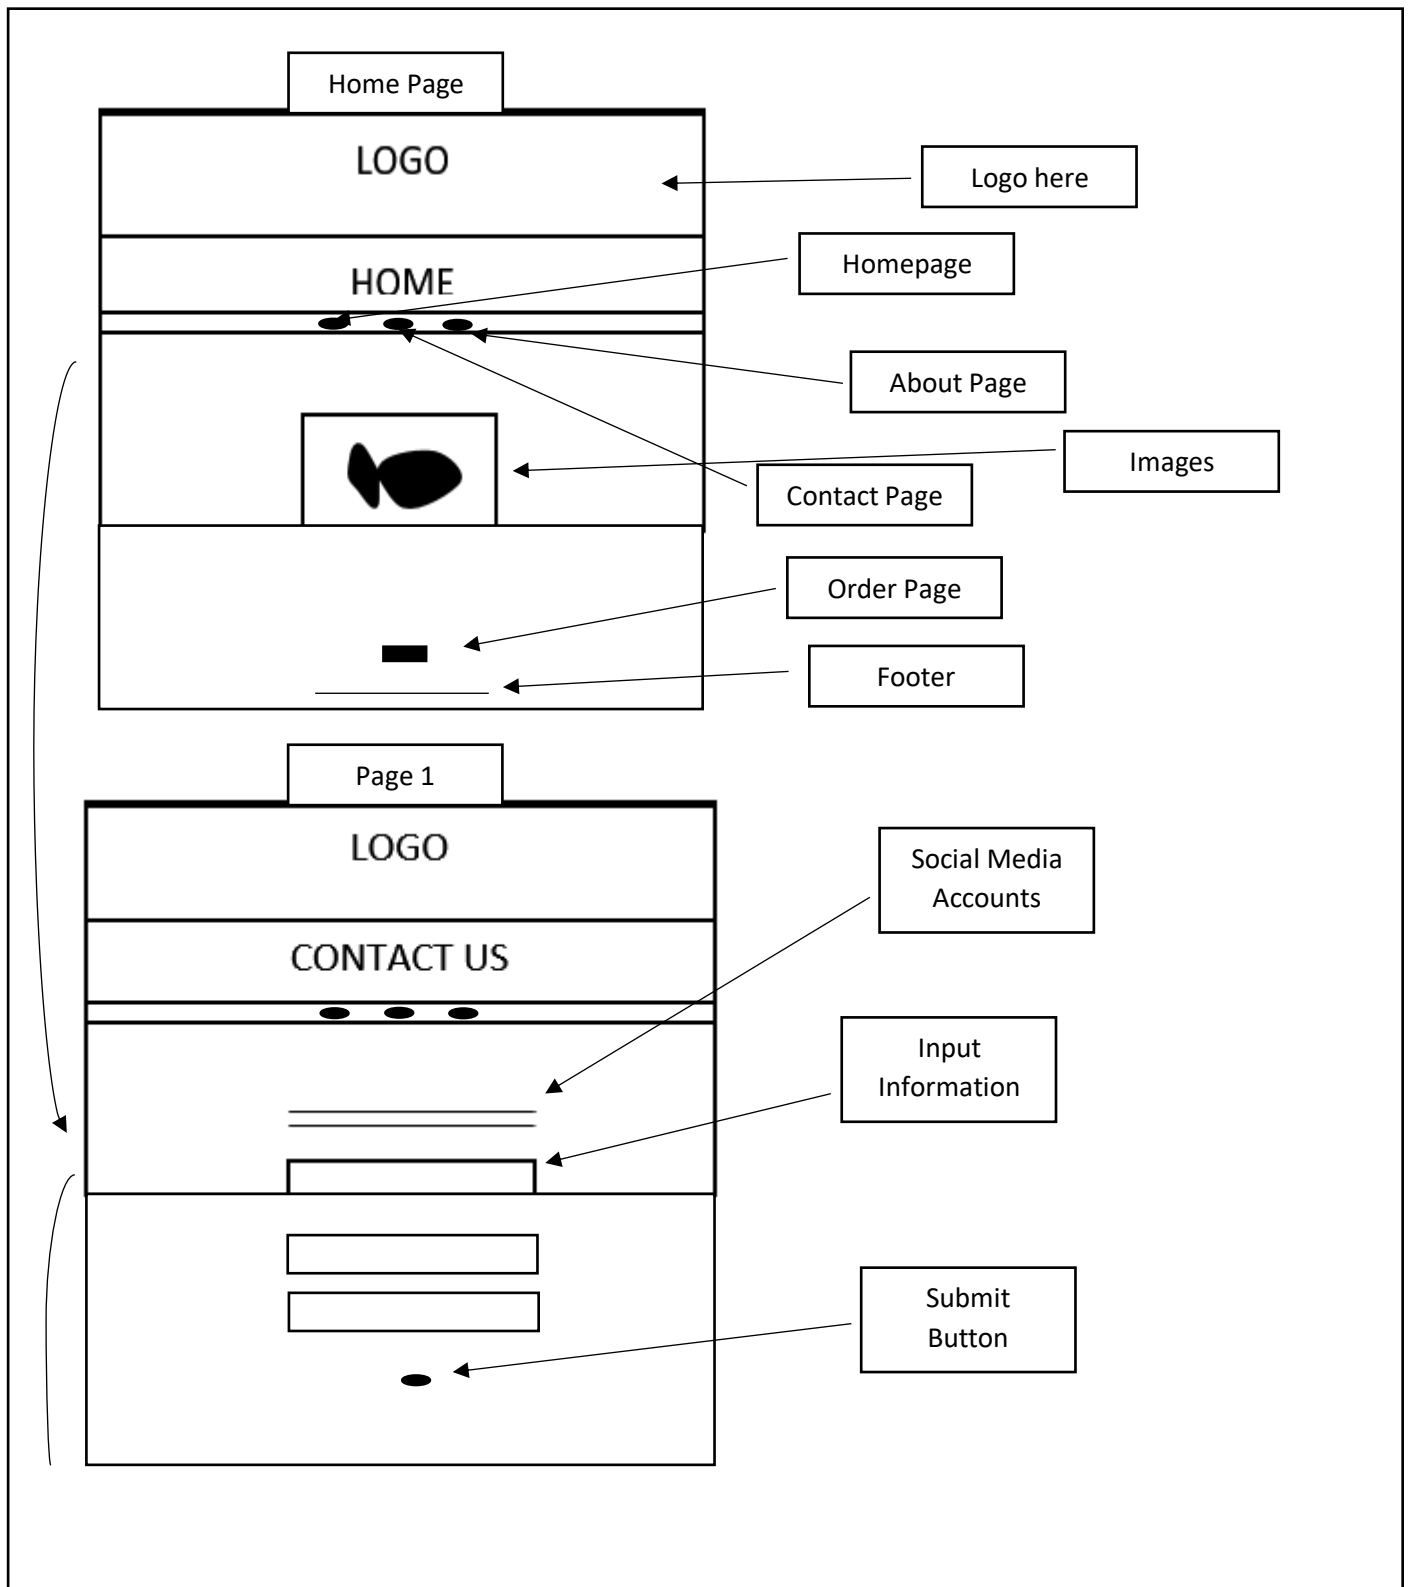 Home Page
LOGO
Logo here
HOME
Homepage
About Page
Images
Contact Page
Order Page
Footer
Page 1
LOGO
Social Media
Accounts
CONTACT US
Input
Information
Submit
Button